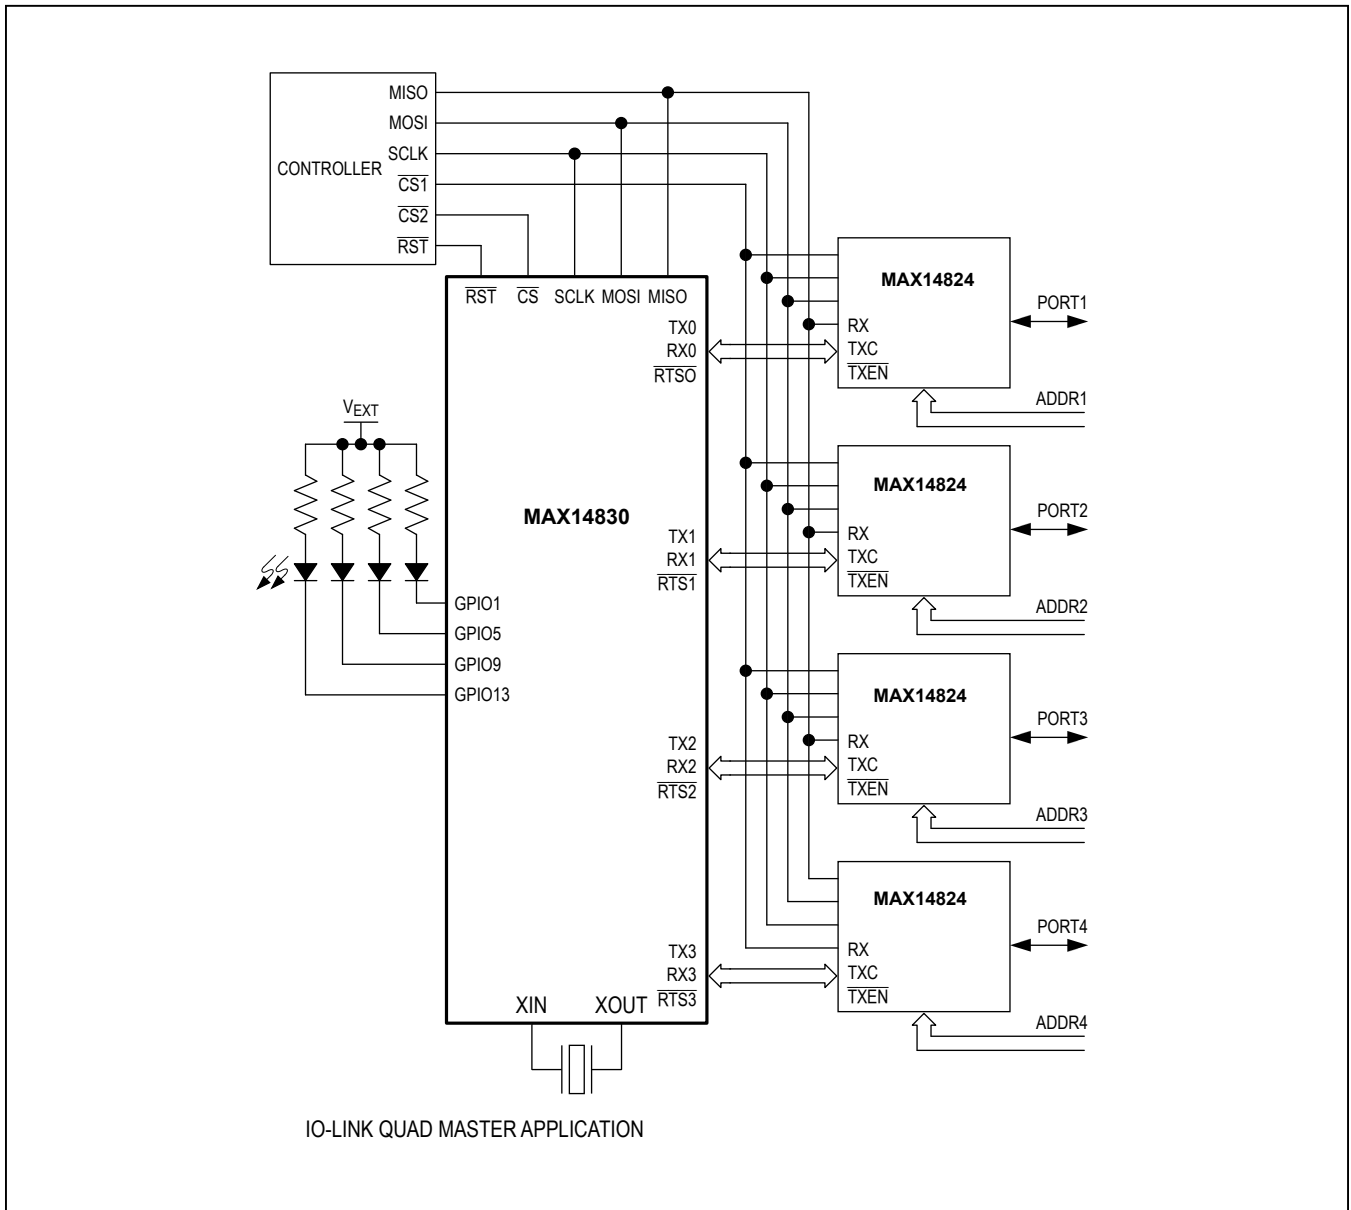 MISO
MOSI
SCLK
CONTROLLER
CS1
CS2
RST
RST CS SCLK MOSI MISO
TX0
RX0
RTSO
MAX14824
RX
TXC
TXEN
PORT1
ADDR1
VEXT
MAX14830
TX1
RX1
RTS1
MAX14824
RX
TXC
TXEN
PORT2
ADDR2
GPIO1
GPIO5
GPIO9
GPIO13
TX2
RX2
RTS2
MAX14824
RX
TXC
TXEN
PORT3
ADDR3
TX3
RX3
RTS3
MAX14824
RX
TXC
TXEN
PORT4
ADDR4
XIN XOUT
IO-LINK QUAD MASTER APPLICATION